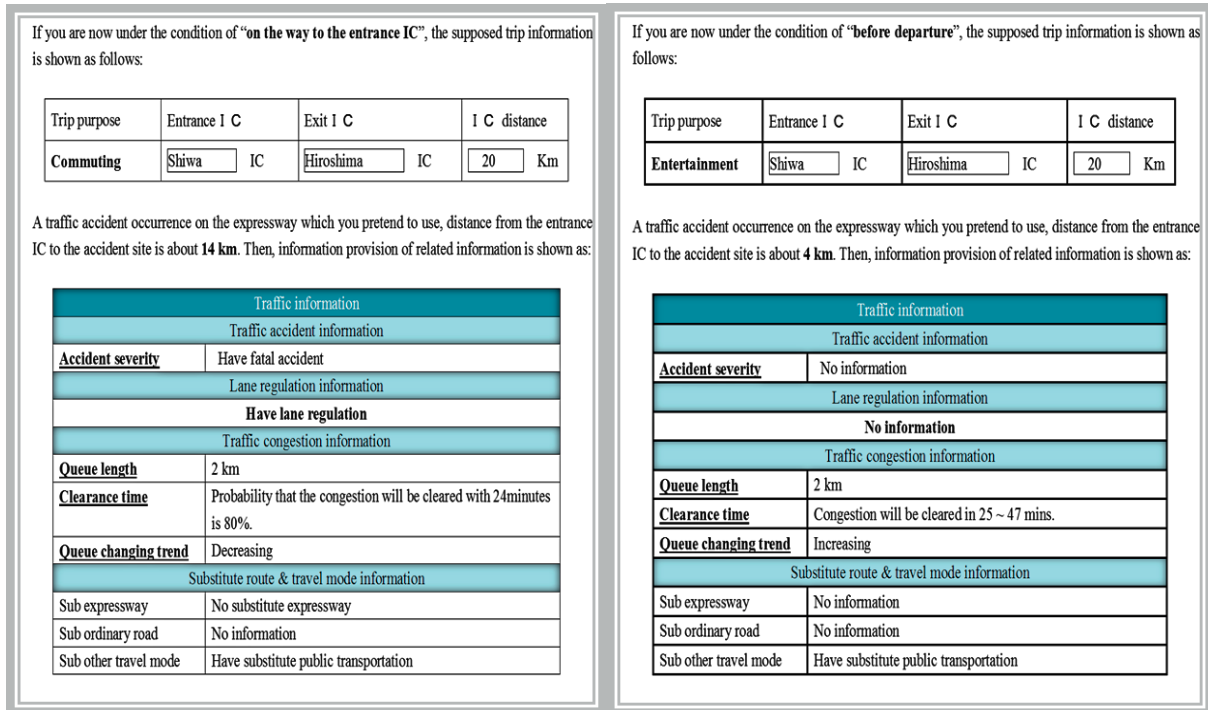 If you are now under the condition of “on the way to the entrance IC”, the supposed trip information
is shown as follows:
Trip purpose Entrance I C Exit I C I C distance
Commuting Shiwa IC Hiroshima IC 20 Km
A traffic accident occurrence on the expressway which you pretend to use, distance from the entrance
IC to the accident site is about 14 km. Then, information provision of related information is shown as:
Traffic information
Traffic accident information
Accident severity Have fatal accident
Lane regulation information
Have lane regulation
Traffic congestion information
Queue length 2 km
Clearance time Probability that the congestion will be cleared with 24minutes
is 80%.
Queue changing trend Decreasing
Substitute route & travel mode information
Sub expressway No substitute expressway
Sub ordinary road No information
Sub other travel mode Have substitute public transportation
If you are now under the condition of “before departure”, the supposed trip information is shown as
follows:
Trip purpose Entrance I C Exit I C I C distance
Entertainment Shiwa IC Hiroshima IC 20 Km
A traffic accident occurrence on the expressway which you pretend to use, distance from the entrance
IC to the accident site is about 4 km. Then, information provision of related information is shown as:
Traffic information
Traffic accident information
Accident severity No information
Lane regulation information
No information
Traffic congestion information
Queue length 2 km
Clearance time Congestion will be cleared in 25 ~ 47 mins.
Queue changing trend Increasing
Substitute route & travel mode information
Sub expressway No information
Sub ordinary road No information
Sub other travel mode Have substitute public transportation